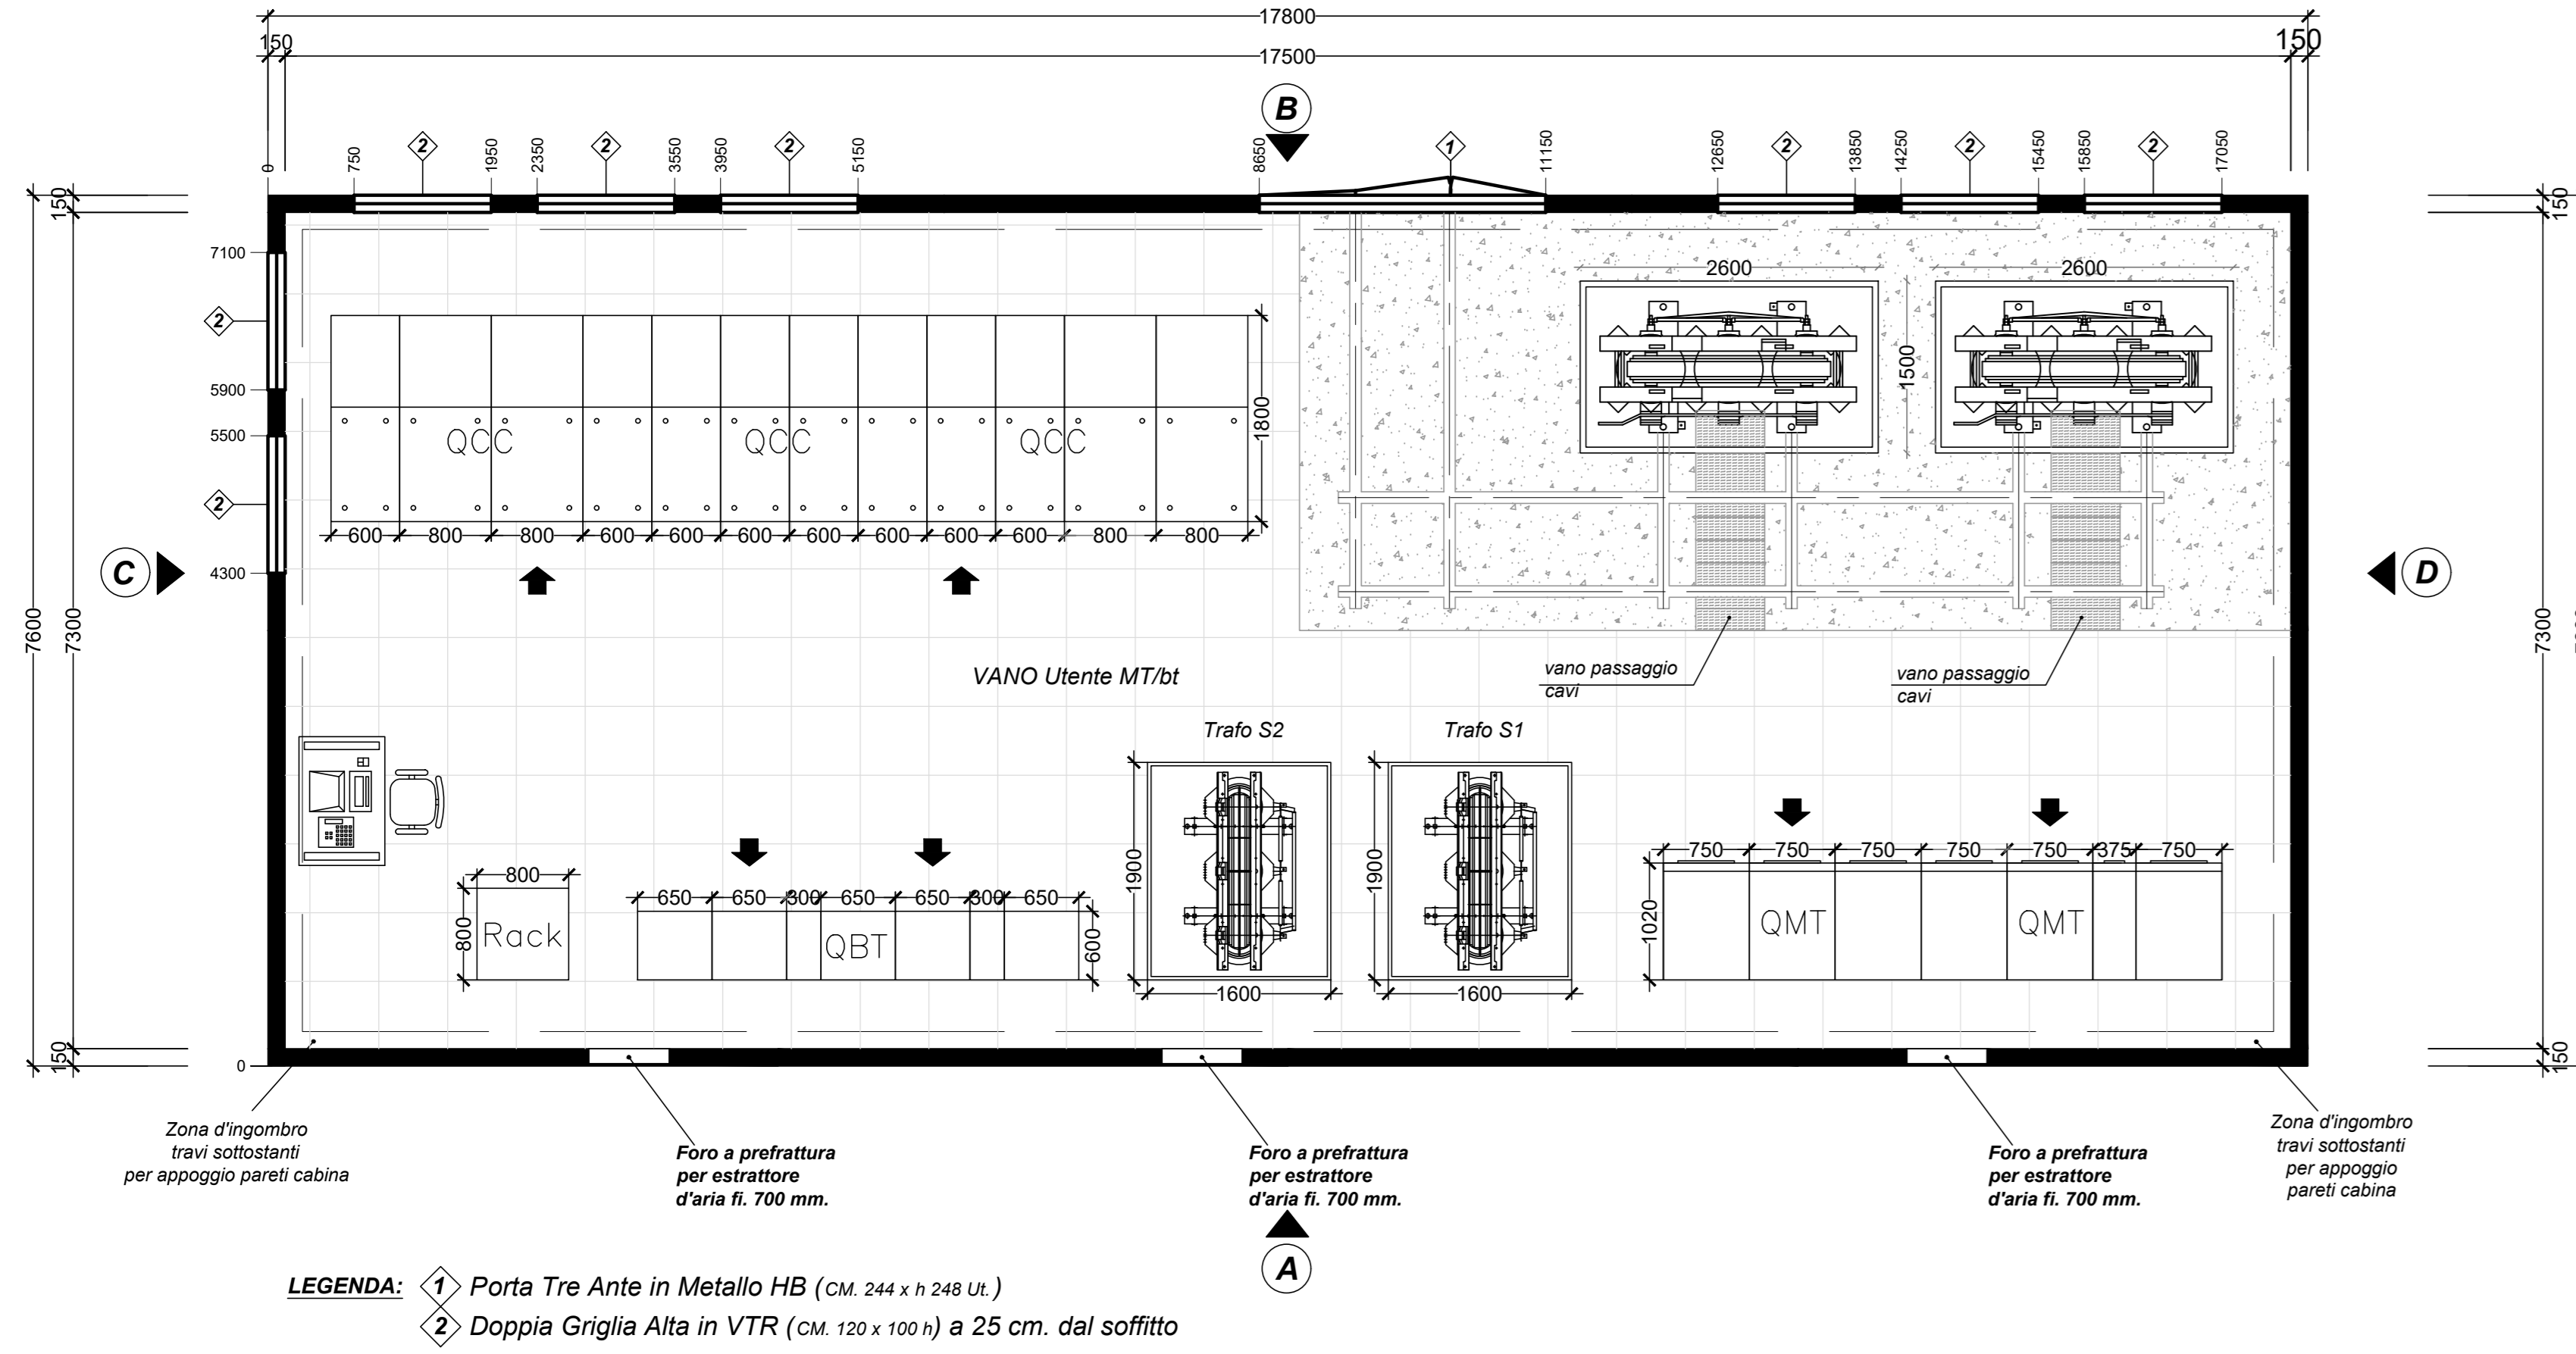 17800
150
17500
150
B
0
750
2
1950
2350
2
3550
3950
2
5150
8650
1
11150
12650
2
13850
14250
2
15450
15850
2
17050
150
150
7600
7300
7300
7100
2
5900
5500
2
4300
C
D
2600
2600
1500
1800
QCC
QCC
QCC
600
800
800
600
600
600
600
600
600
600
800
800
VANO Utente MT/bt
vano passaggio
cavi
vano passaggio
cavi
Trafo S2
Trafo S1
1900
1600
1900
1600
800
800
Rack
650
650
300
650
650
300
650
QBT
600
750
750
750
750
750
375
750
1020
QMT
QMT
150
0
150
Zona d'ingombro
travi sottostanti
per appoggio pareti cabina
Foro a prefrattura
per estrattore
d'aria fi. 700 mm.
Foro a prefrattura
per estrattore
d'aria fi. 700 mm.
Foro a prefrattura
per estrattore
d'aria fi. 700 mm.
Zona d'ingombro
travi sottostanti
per appoggio
pareti cabina
A
LEGENDA: 1 Porta Tre Ante in Metallo HB (CM. 244 x h 248 Ut.)
2 Doppia Griglia Alta in VTR (CM. 120 x 100 h) a 25 cm. dal soffitto